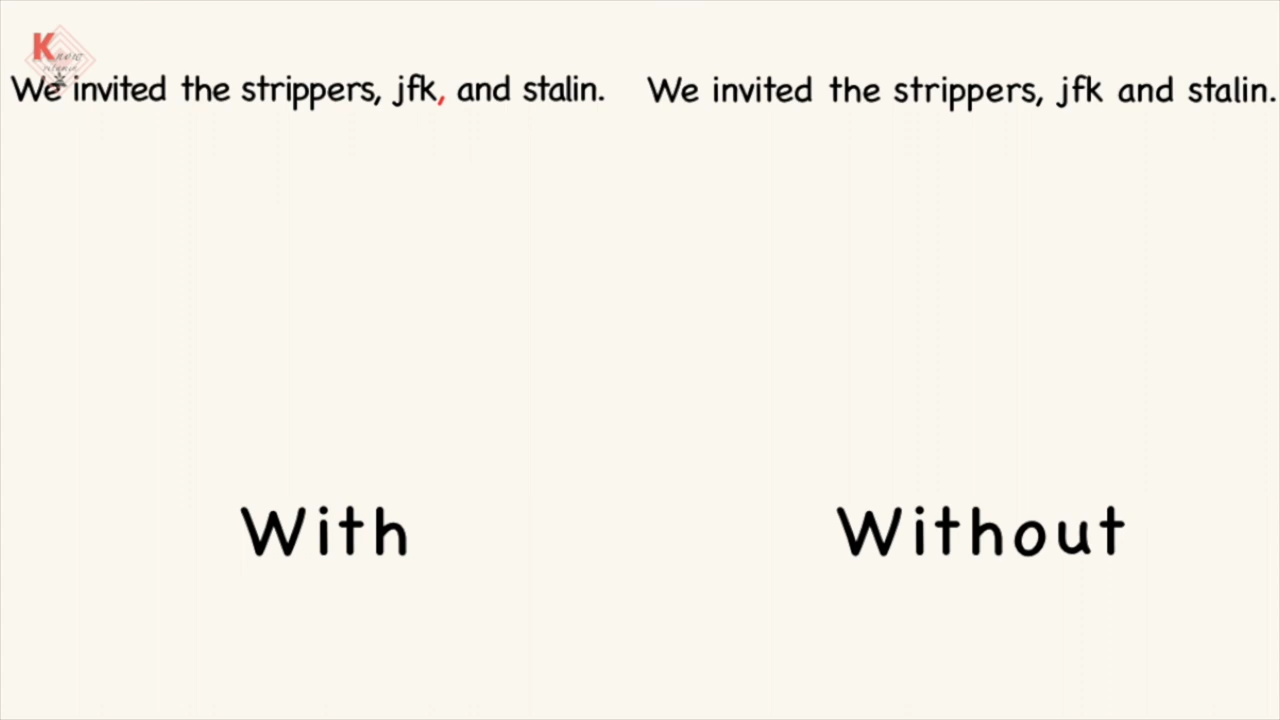 K
We invited the strippers, jfk, and stalin.
We invited the strippers, jfk and stalin.
With
Without